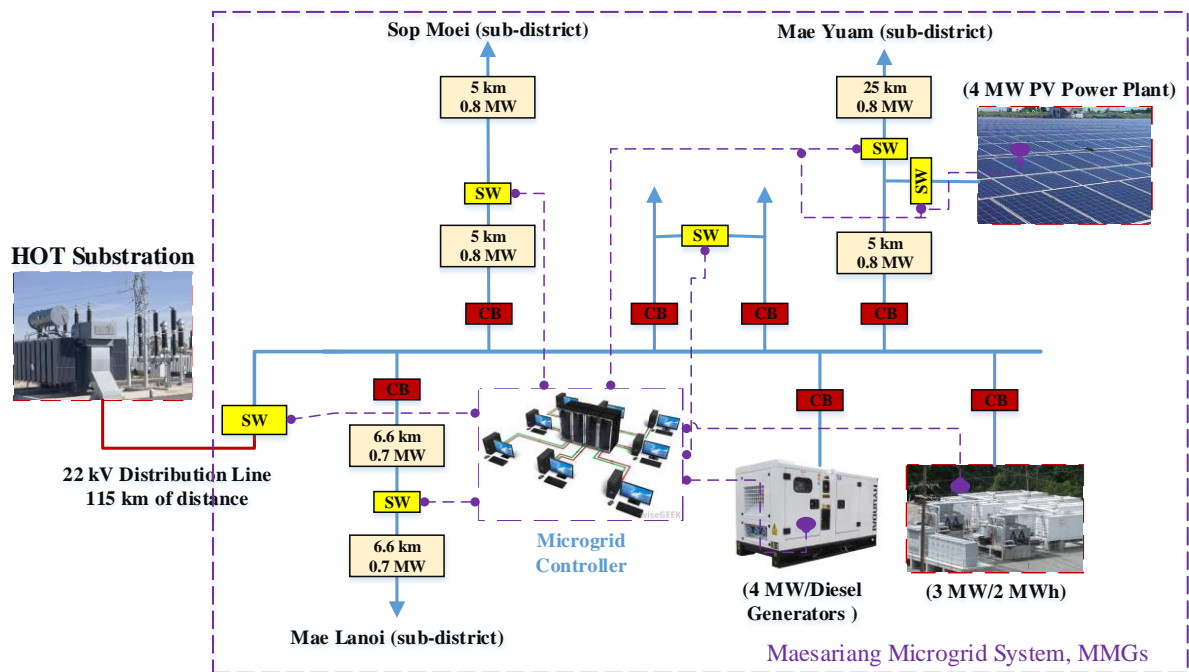 Sop Moei (sub-district)
Mae Yuam (sub-district)
5 km
0.8 MW
25 km
0.8 MW
(4 MW PV Power Plant)
SW
SW
SW
SW
5 km
0.8 MW
5 km
0.8 MW
HOT Substration
CB
CB
CB
CB
CB
CB
CB
SW
6.6 km
0.7 MW
22 kV Distribution Line
115 km of distance
SW
wiseGEEK
HYUNDAI
6.6 km
0.7 MW
Microgrid
Controller
(4 MW/Diesel
Generators )
(3 MW/2 MWh)
Mae Lanoi (sub-district)
Maesariang Microgrid System, MMGs